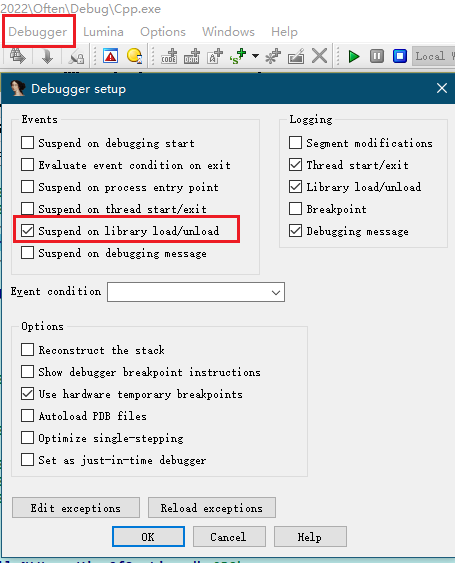 2022\Often\Debug\Cpp.exe
Debugger Lumina Options Windows Help
Local W
Debugger setup
Events
Suspend on debugging start
Evaluate event condition on exit
Suspend on process entry point
Suspend on thread start/exit
Suspend on library load/unload
Suspend on debugging message
Logging
Segment modifications
Thread start/exit
Library load/unload
Breakpoint
Debugging message
Event condition
Options
Reconstruct the stack
Show debugger breakpoint instructions
Use hardware temporary breakpoints
Autoload PDB files
Optimize single-stepping
Set as just-in-time debugger
Edit exceptions Reload exceptions
OK Cancel Help